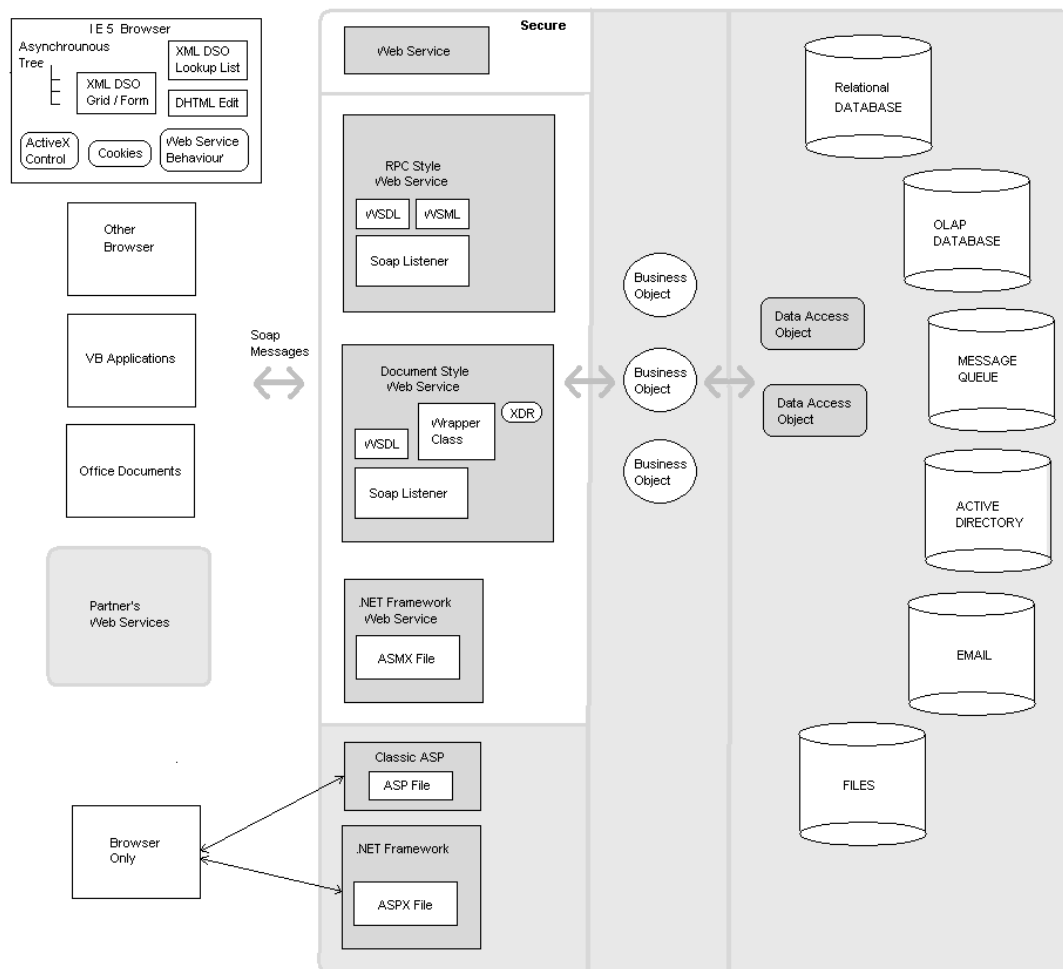 I E 5 Browser
Asynchrounous
Tree
XML DSO
Lookup List
XML DSO
Grid / Form
DHTML Edit
ActiveX
Control
Cookies
Web Service
Behaviour
Other
Browser
VB Applications
Office Documents
Partner's
Web Services
Browser
Only
Soap
Messages
Secure
Web Service
RPC Style
Web Service
WSDL
WSML
Soap Listener
Document Style
Web Service
XDR
Wrapper
Class
WSDL
Soap Listener
.NET Framework
Web Service
ASMX File
Classic ASP
ASP File
.NET Framework
ASPX File
Business
Object
Business
Object
Business
Object
Data Access
Object
Data Access
Object
Relational
DATABASE
OLAP
DATABASE
MESSAGE
QUEUE
ACTIVE
DIRECTORY
EMAIL
FILES